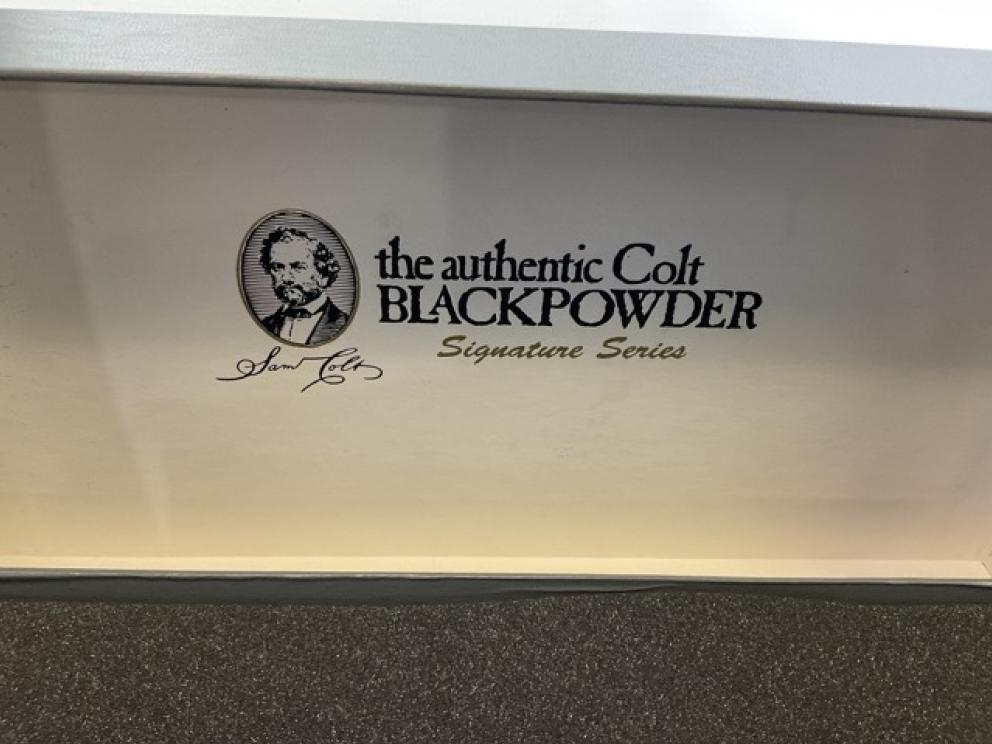 the authentic Colt
BLACKPOWDER
Signature Series
Sam Colt